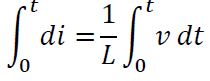 ∫₀ᵗ di = 1/L ∫₀ᵗ v dt